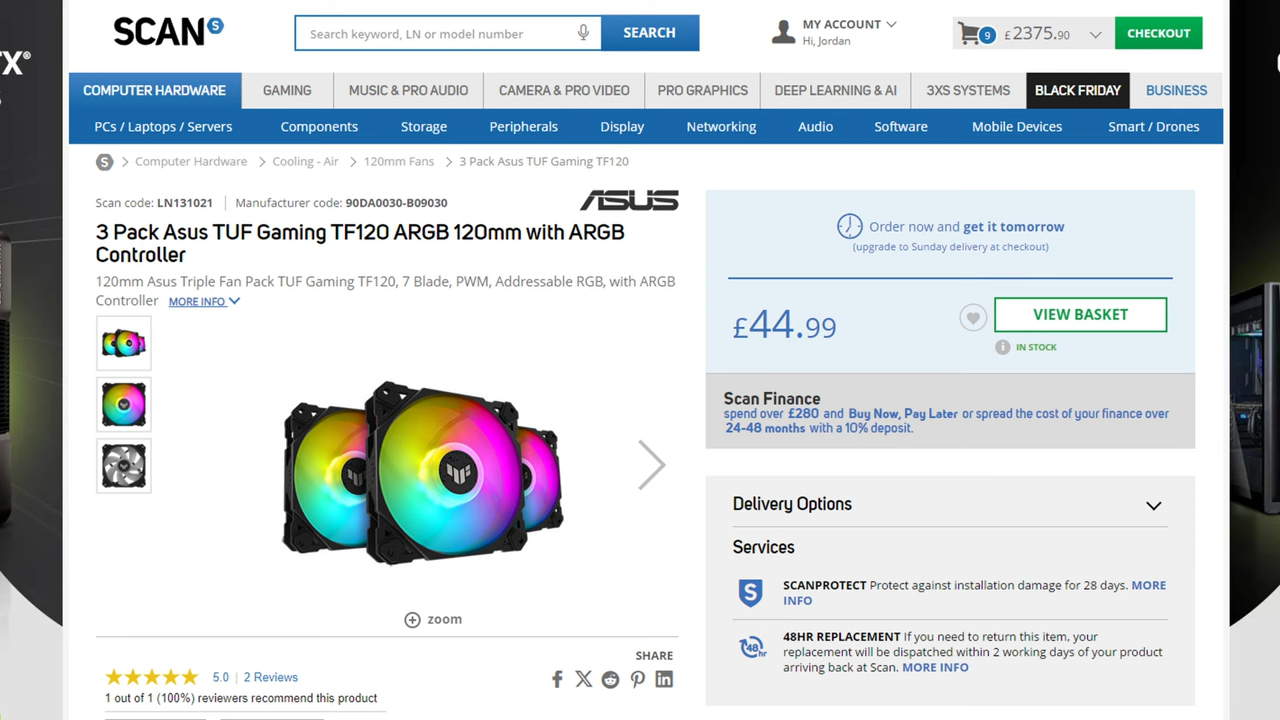 SCAN S
Search keyword, LN or model number
SEARCH
MY ACCOUNT
Hi, Jordan
9 £2375.90
CHECKOUT
X®
COMPUTER HARDWARE GAMING MUSIC & PRO AUDIO CAMERA & PRO VIDEO PRO GRAPHICS DEEP LEARNING & AI 3XS SYSTEMS BLACK FRIDAY BUSINESS
PCs / Laptops / Servers Components Storage Peripherals Display Networking Audio Software Mobile Devices Smart / Drones
S Computer Hardware Cooling - Air 120mm Fans 3 Pack Asus TUF Gaming TF120
Scan code: LN131021 Manufacturer code: 90DA0030-B09030
ASUS
3 Pack Asus TUF Gaming TF120 ARGB 120mm with ARGB
Controller
120mm Asus Triple Fan Pack TUF Gaming TF120, 7 Blade, PWM, Addressable RGB, with ARGB
Controller MORE INFO
zoom
SHARE
5.0 | 2 Reviews
1 out of 1 (100%) reviewers recommend this product
Order now and get it tomorrow
(upgrade to Sunday delivery at checkout)
£44.99
VIEW BASKET
IN STOCK
Scan Finance
spend over £280 and Buy Now, Pay Later or spread the cost of your finance over
24-48 months with a 10% deposit.
Delivery Options
Services
S SCANPROTECT Protect against installation damage for 28 days. MORE
INFO
48hr 48HR REPLACEMENT If you need to return this item, your
replacement will be dispatched within 2 working days of your product
arriving back at Scan. MORE INFO